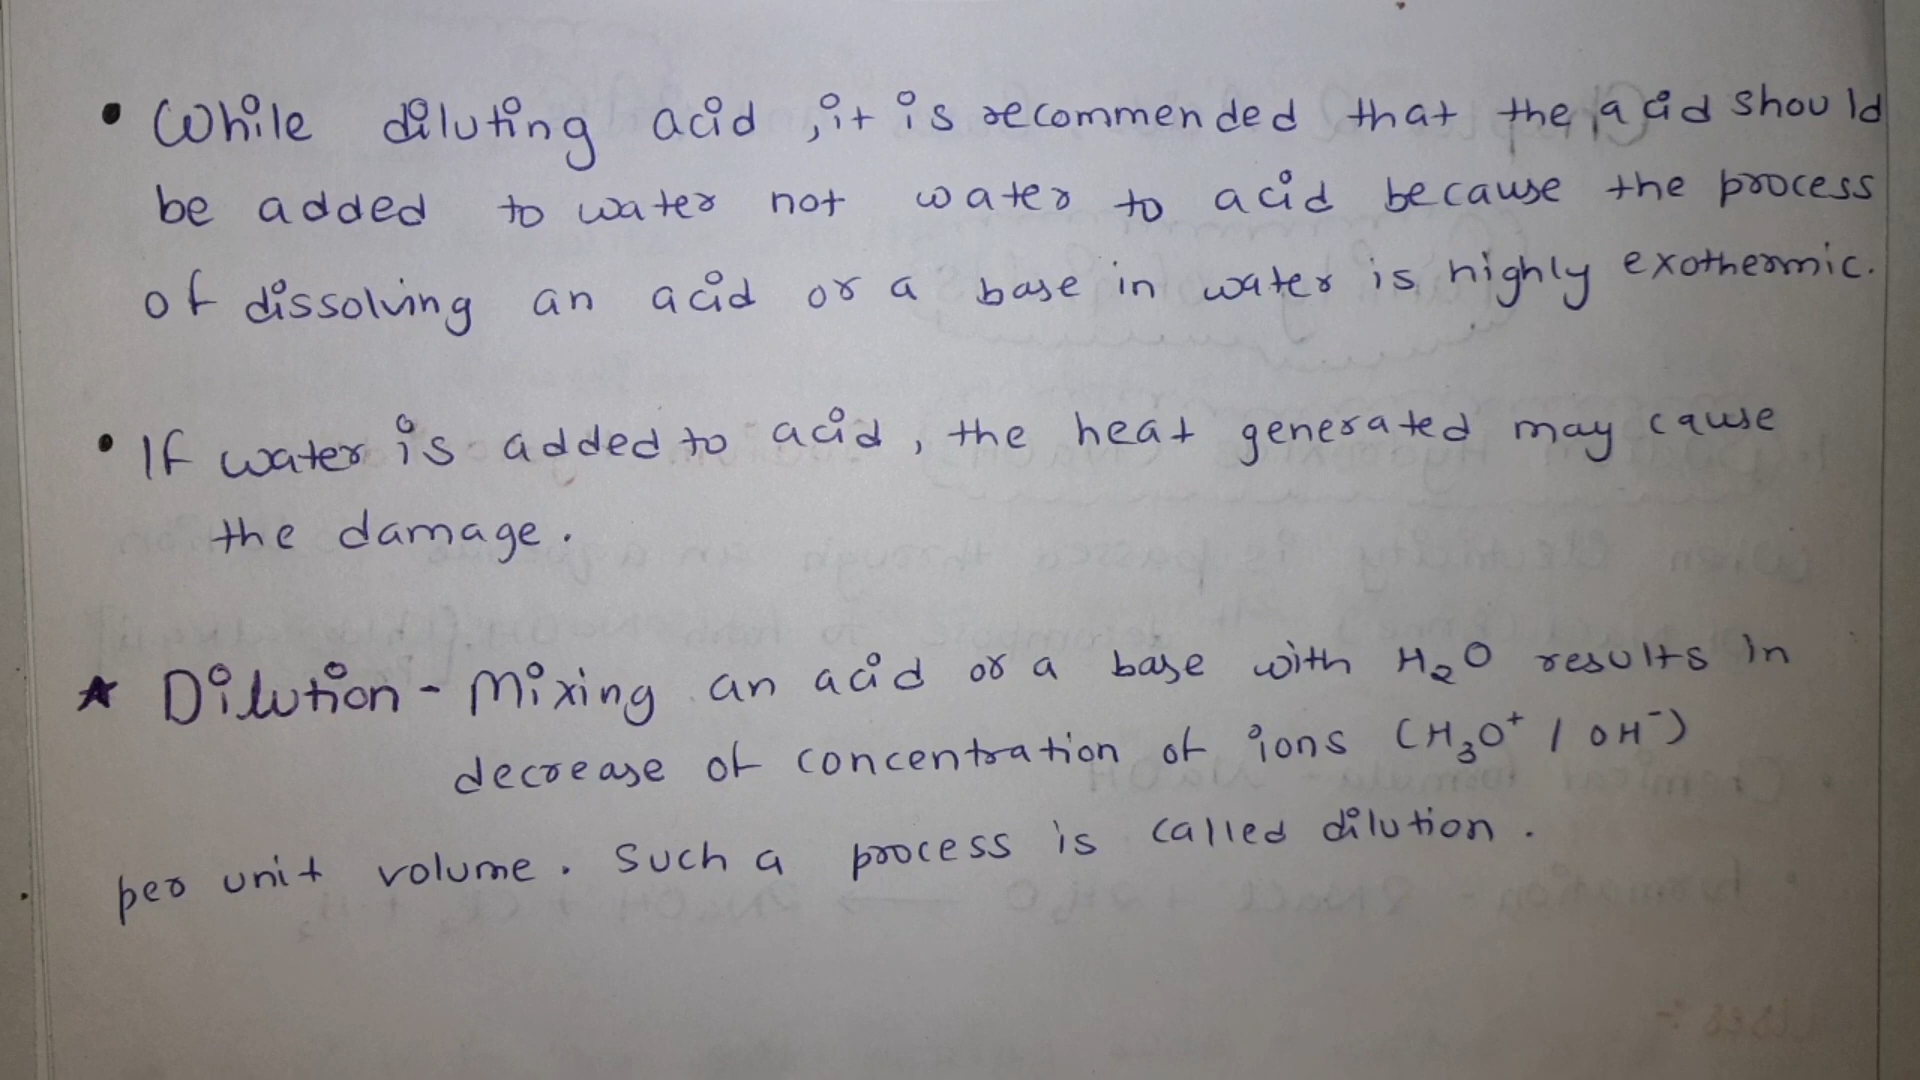 • While diluting acid, it is recommended that the acid should
be added to water not water to acid because the process
of dissolving an acid or a base in water is highly exothermic.
• If water is added to acid, the heat generated may cause
the damage.
★ Dilution - Mixing an acid or a base with H₂O results in
decrease of concentration of ions (H₃O⁺ / OH⁻)
per unit volume. Such a process is called dilution.